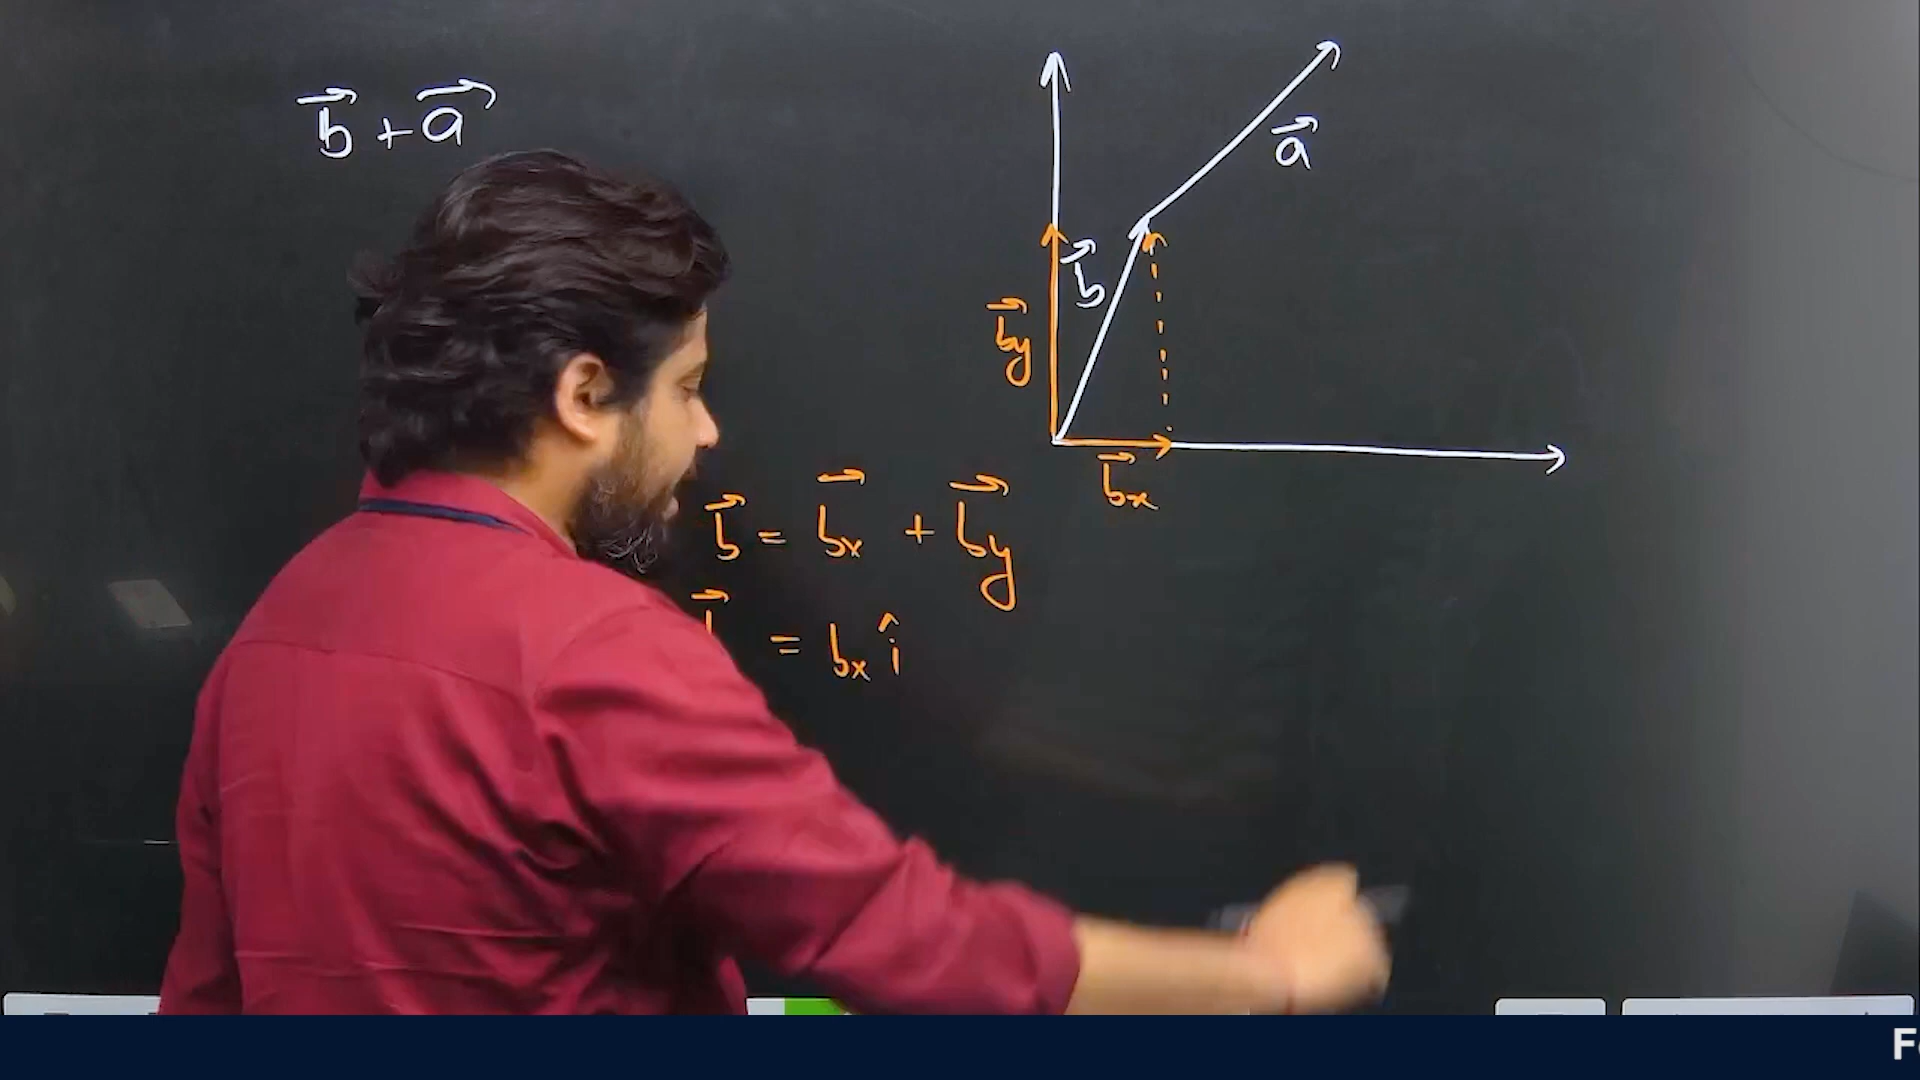 b⃗ + a⃗
a⃗
b⃗
b⃗y
b⃗x
b⃗ = b⃗x + b⃗y
= bx î